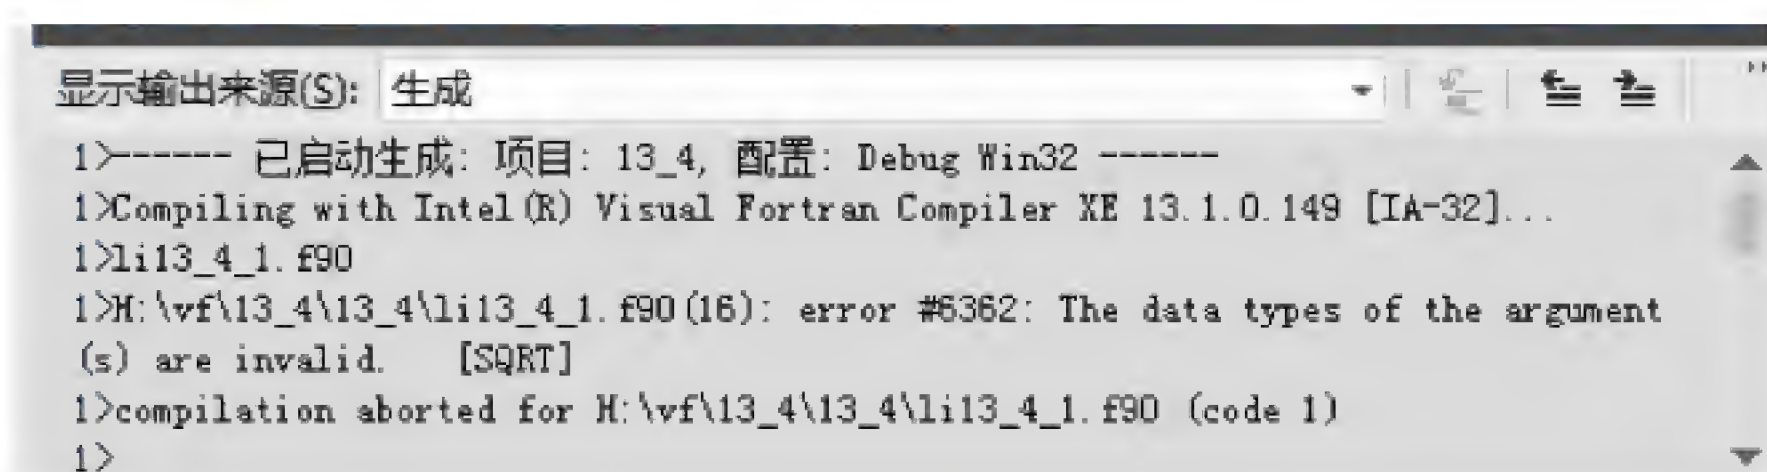 显示输出来源(S): 生成
1>------ 已启动生成: 项目: 13_4, 配置: Debug Win32 ------
1>Compiling with Intel(R) Visual Fortran Compiler XE 13.1.0.149 [IA-32]...
1>li13_4_1.f90
1>H:\vf\13_4\13_4\li13_4_1.f90(16): error #6362: The data types of the argument
(s) are invalid.   [SQRT]
1>compilation aborted for H:\vf\13_4\13_4\li13_4_1.f90 (code 1)
1>